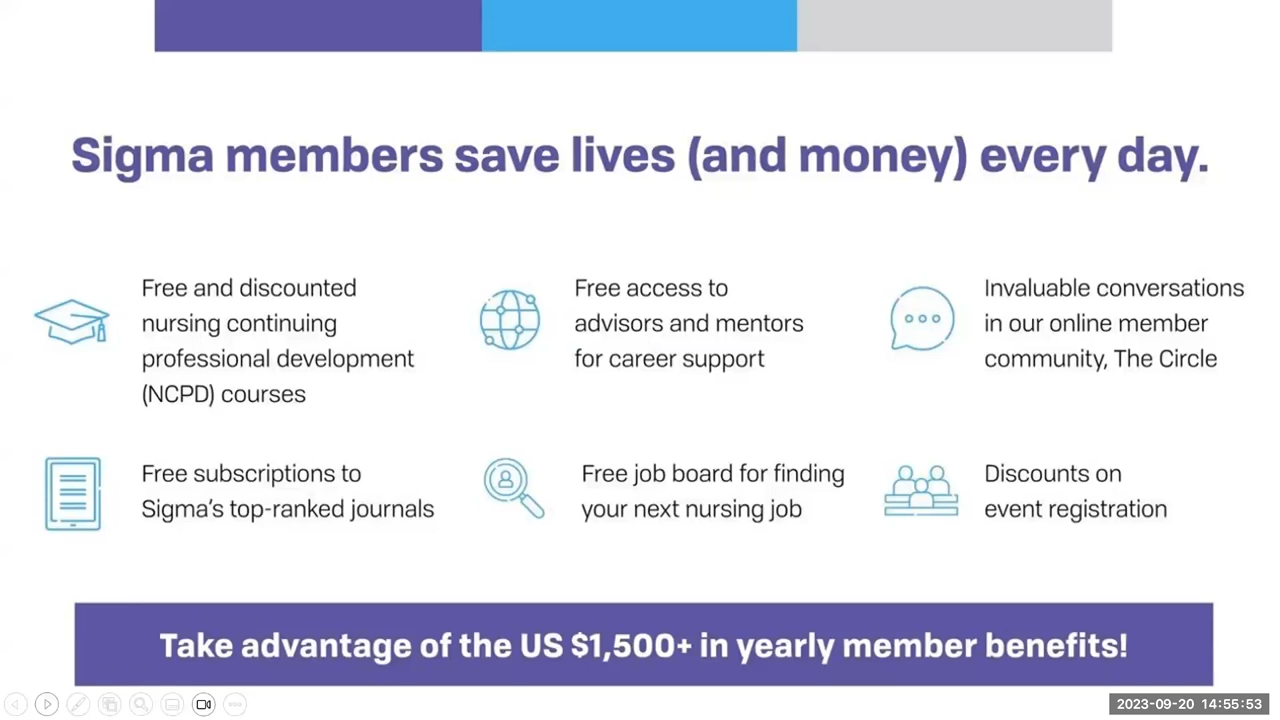 Sigma members save lives (and money) every day.
Free and discounted
nursing continuing
professional development
(NCPD) courses
Free access to
advisors and mentors
for career support
Invaluable conversations
in our online member
community, The Circle
Free subscriptions to
Sigma's top-ranked journals
Free job board for finding
your next nursing job
Discounts on
event registration
Take advantage of the US $1,500+ in yearly member benefits!
2023-09-20 14:55:53